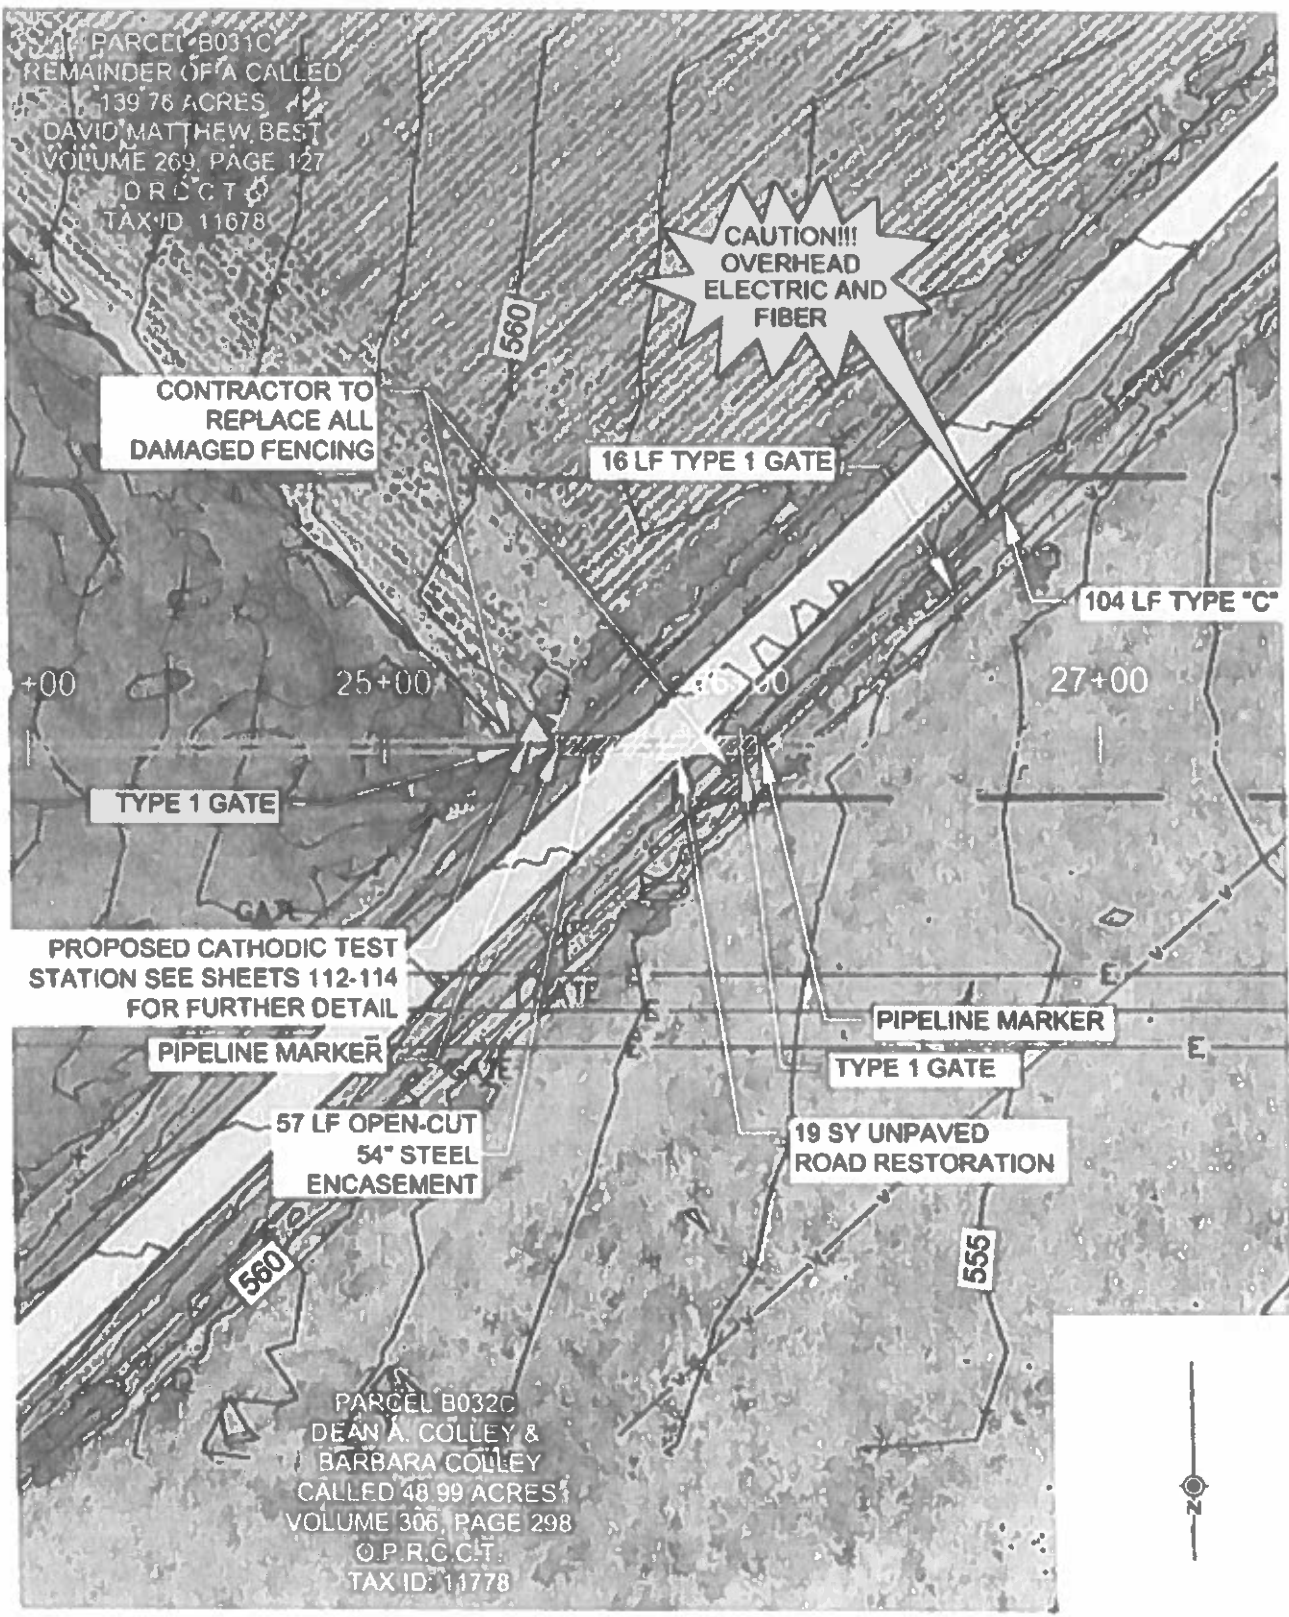 PARCEL B031C
REMAINDER OF A CALLED
139.76 ACRES
DAVID MATTHEW BEST
VOLUME 269, PAGE 127
O.R.C.C.T.
TAX ID: 11678
CAUTION!!!
OVERHEAD
ELECTRIC AND
FIBER
560
CONTRACTOR TO
REPLACE ALL
DAMAGED FENCING
16 LF TYPE 1 GATE
104 LF TYPE "C"
+00
25+00
27+00
TYPE 1 GATE
PROPOSED CATHODIC TEST
STATION SEE SHEETS 112-114
FOR FURTHER DETAIL
E
E
E
E
PIPELINE MARKER
PIPELINE MARKER
TYPE 1 GATE
57 LF OPEN-CUT
54" STEEL
ENCASEMENT
19 SY UNPAVED
ROAD RESTORATION
560
555
PARCEL B032C
DEAN A. COLLEY &
BARBARA COLLEY
CALLED 48.99 ACRES
VOLUME 306, PAGE 298
O.P.R.C.C.T.
TAX ID: 11778
N